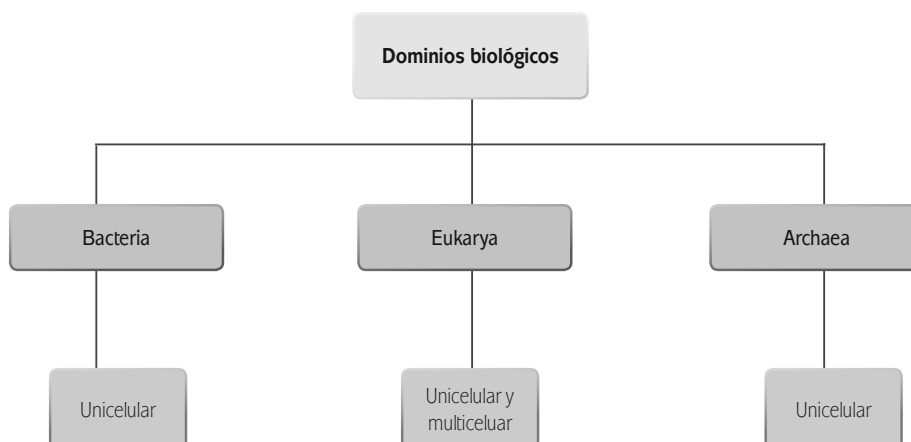 Dominios biológicos
Bacteria
Eukarya
Archaea
Unicelular
Unicelular y
multiceluar
Unicelular